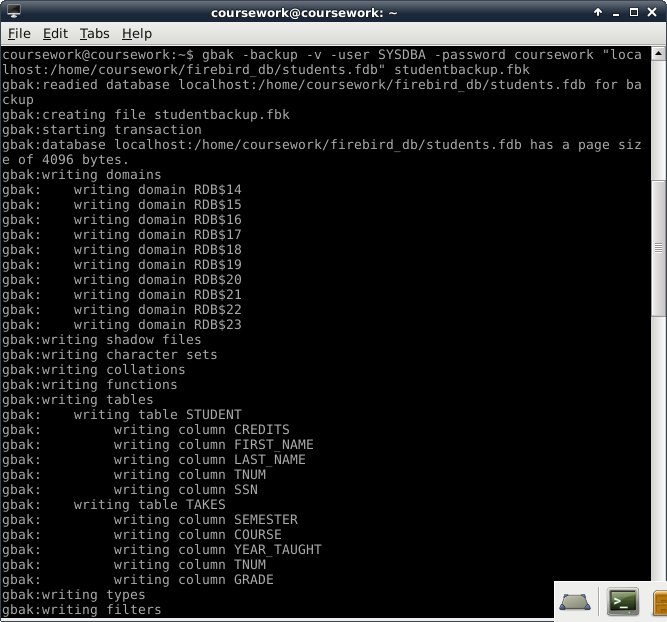 coursework@coursework: ~
File Edit Tabs Help
coursework@coursework:~$ gbak -backup -v -user SYSDBA -password coursework "loca
lhost:/home/coursework/firebird_db/students.fdb" studentbackup.fbk
gbak:readied database localhost:/home/coursework/firebird_db/students.fdb for ba
ckup
gbak:creating file studentbackup.fbk
gbak:starting transaction
gbak:database localhost:/home/coursework/firebird_db/students.fdb has a page siz
e of 4096 bytes.
gbak:writing domains
gbak:    writing domain RDB$14
gbak:    writing domain RDB$15
gbak:    writing domain RDB$16
gbak:    writing domain RDB$17
gbak:    writing domain RDB$18
gbak:    writing domain RDB$19
gbak:    writing domain RDB$20
gbak:    writing domain RDB$21
gbak:    writing domain RDB$22
gbak:    writing domain RDB$23
gbak:writing shadow files
gbak:writing character sets
gbak:writing collations
gbak:writing functions
gbak:writing tables
gbak:    writing table STUDENT
gbak:         writing column CREDITS
gbak:         writing column FIRST_NAME
gbak:         writing column LAST_NAME
gbak:         writing column TNUM
gbak:         writing column SSN
gbak:    writing table TAKES
gbak:         writing column SEMESTER
gbak:         writing column COURSE
gbak:         writing column YEAR_TAUGHT
gbak:         writing column TNUM
gbak:         writing column GRADE
gbak:writing types
gbak:writing filters